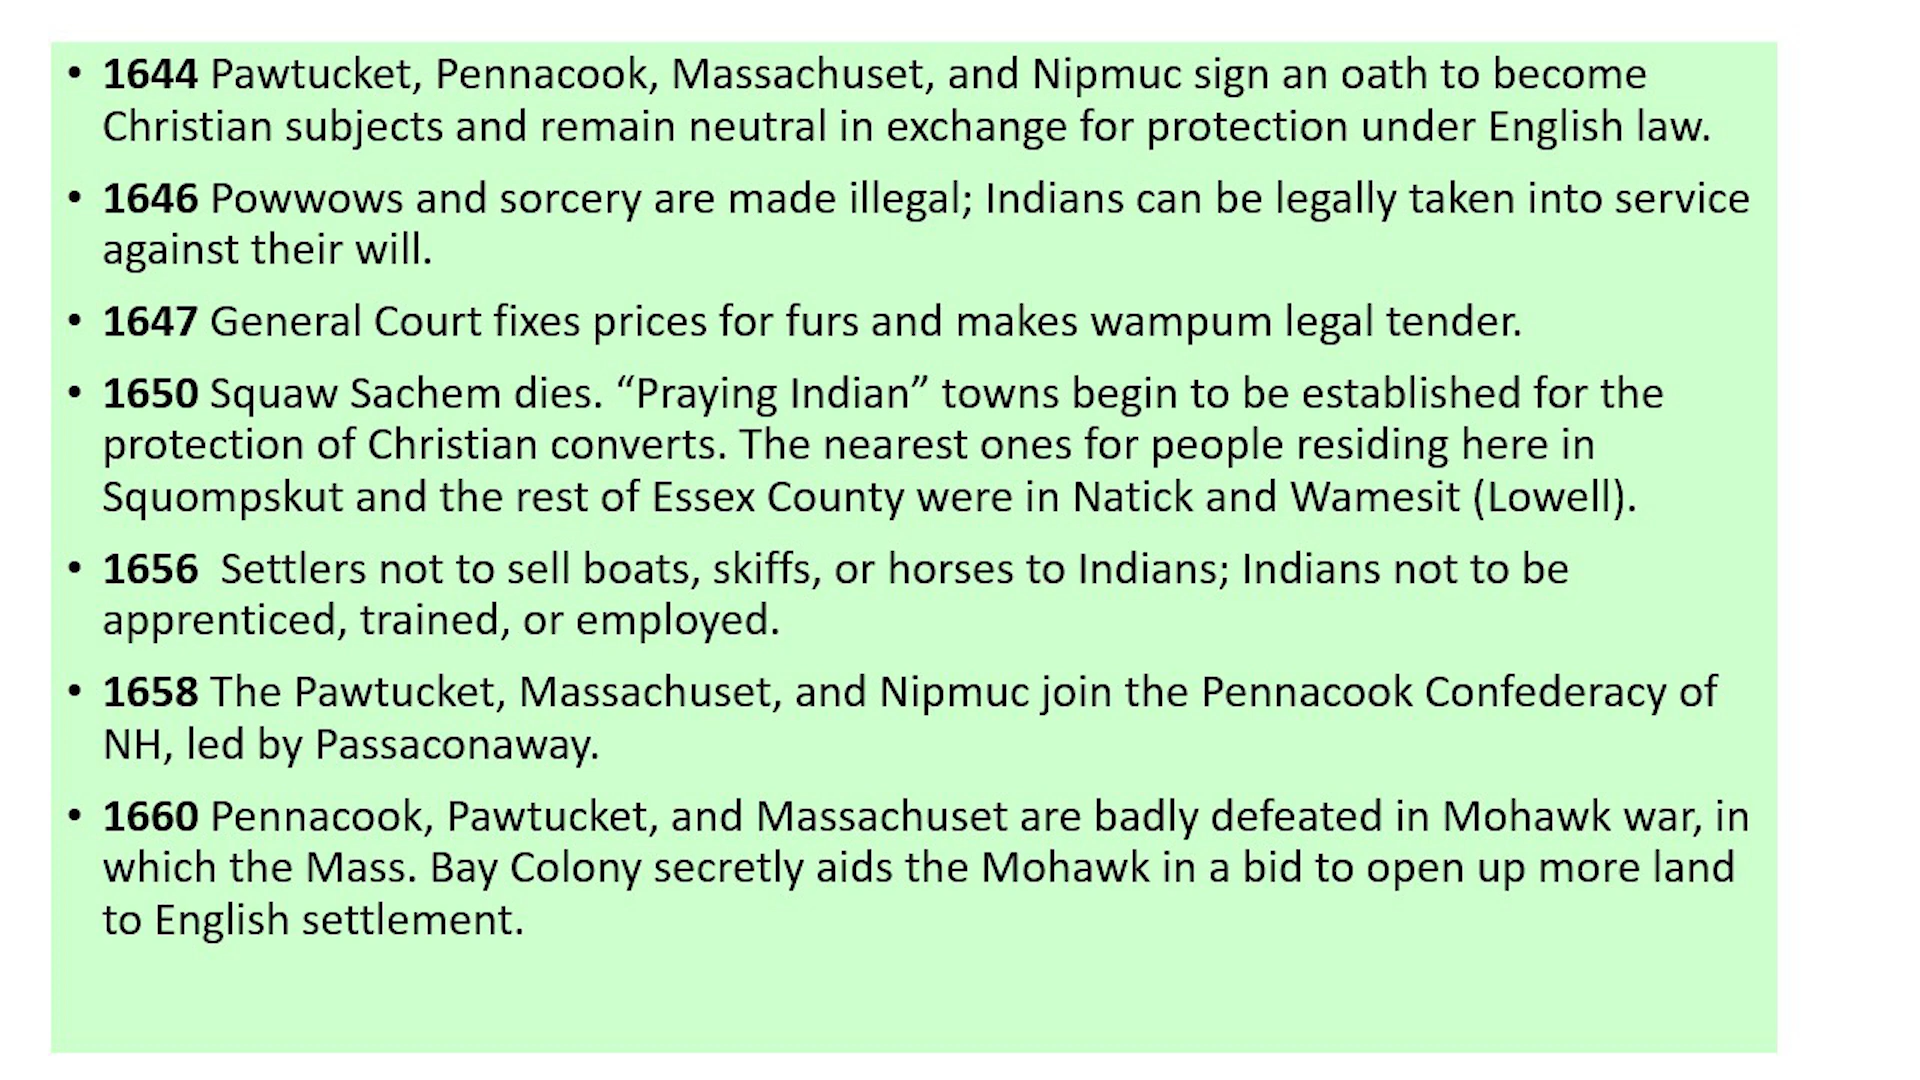 • 1644 Pawtucket, Pennacook, Massachuset, and Nipmuc sign an oath to become
Christian subjects and remain neutral in exchange for protection under English law.
• 1646 Powwows and sorcery are made illegal; Indians can be legally taken into service
against their will.
• 1647 General Court fixes prices for furs and makes wampum legal tender.
• 1650 Squaw Sachem dies. “Praying Indian” towns begin to be established for the
protection of Christian converts. The nearest ones for people residing here in
Squompskut and the rest of Essex County were in Natick and Wamesit (Lowell).
• 1656  Settlers not to sell boats, skiffs, or horses to Indians; Indians not to be
apprenticed, trained, or employed.
• 1658 The Pawtucket, Massachuset, and Nipmuc join the Pennacook Confederacy of
NH, led by Passaconaway.
• 1660 Pennacook, Pawtucket, and Massachuset are badly defeated in Mohawk war, in
which the Mass. Bay Colony secretly aids the Mohawk in a bid to open up more land
to English settlement.